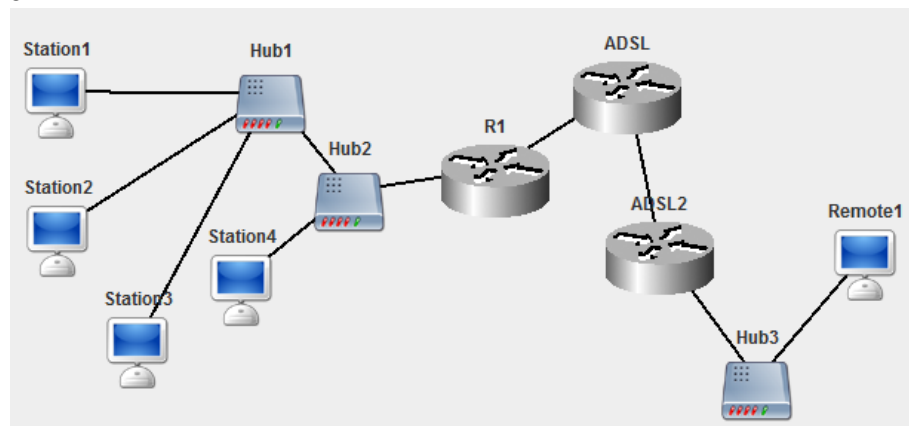 Station1
Hub1
ADSL
R1
Hub2
Station2
ADSL2
Remote1
Station4
Station3
Hub3